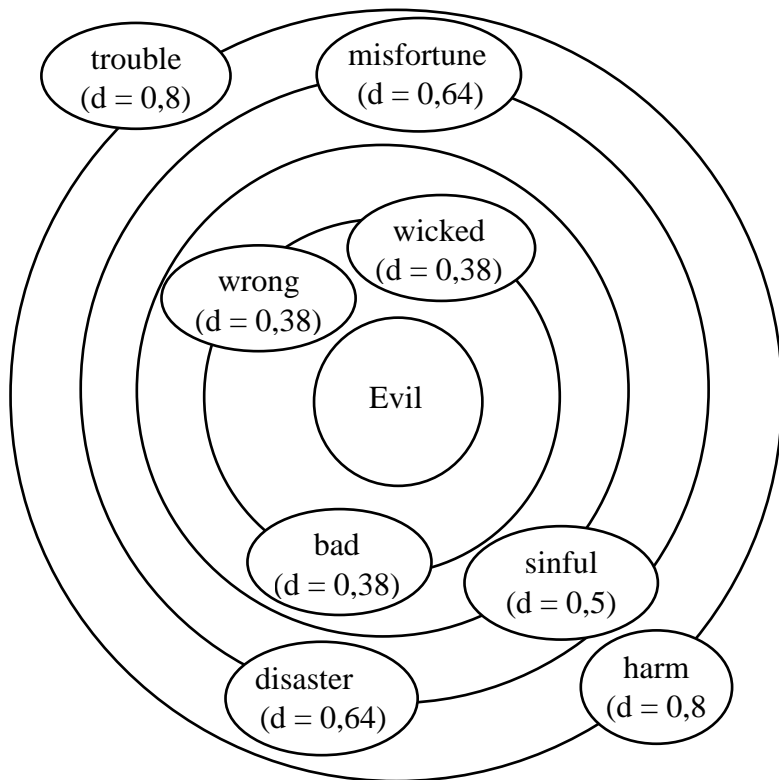 trouble
(d = 0,8)
misfortune
(d = 0,64)
wicked
(d = 0,38)
wrong
(d = 0,38)
Evil
bad
(d = 0,38)
sinful
(d = 0,5)
disaster
(d = 0,64)
harm
(d = 0,8